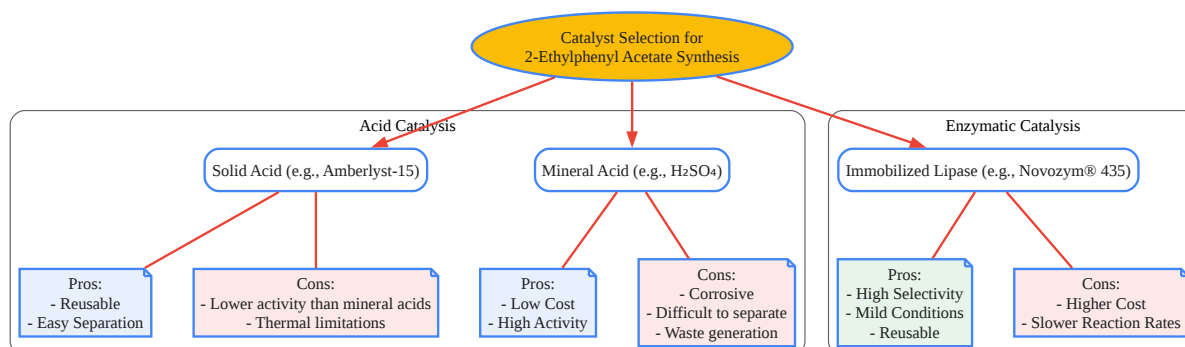 Catalyst Selection for
2-Ethylphenyl Acetate Synthesis
Acid Catalysis
Enzymatic Catalysis
Solid Acid (e.g., Amberlyst-15)
Mineral Acid (e.g., H₂SO₄)
Immobilized Lipase (e.g., Novozym® 435)
Pros:
- Reusable
- Easy Separation
Cons:
- Lower activity than mineral acids
- Thermal limitations
Pros:
- Low Cost
- High Activity
Cons:
- Corrosive
- Difficult to separate
- Waste generation
Pros:
- High Selectivity
- Mild Conditions
- Reusable
Cons:
- Higher Cost
- Slower Reaction Rates